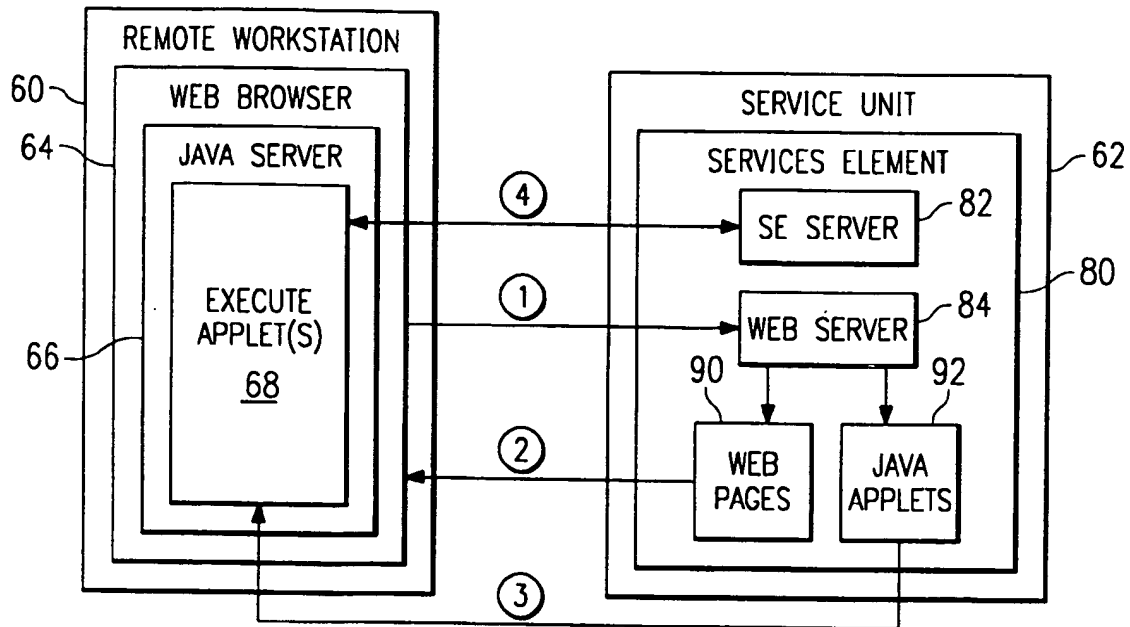 REMOTE WORKSTATION
60
WEB BROWSER
64
JAVA SERVER
EXECUTE
APPLET(S)
68
66
4
1
2
3
SERVICE UNIT
62
SERVICES ELEMENT
82
SE SERVER
80
WEB SERVER
84
90
92
WEB
PAGES
JAVA
APPLETS